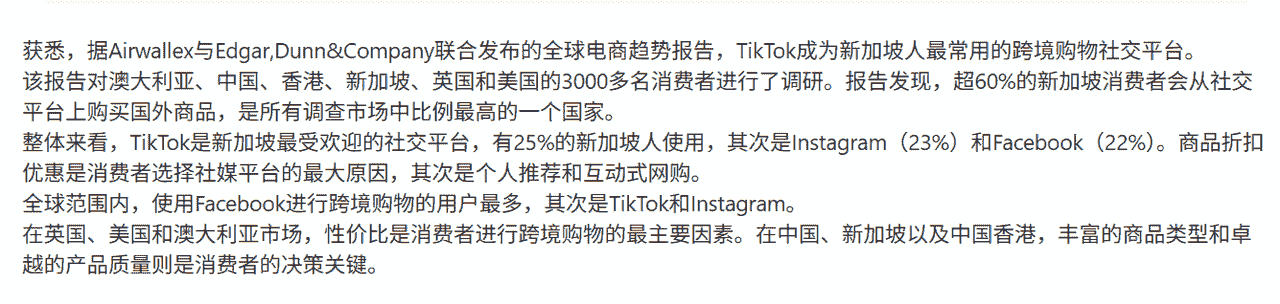 获悉，据Airwallex与Edgar,Dunn&Company联合发布的全球电商趋势报告，TikTok成为新加坡人最常用的跨境购物社交平台。
该报告对澳大利亚、中国、香港、新加坡、英国和美国的3000多名消费者进行了调研。报告发现，超60%的新加坡消费者会从社交
平台上购买国外商品，是所有调查市场中比例最高的一个国家。
整体来看，TikTok是新加坡最受欢迎的社交平台，有25%的新加坡人使用，其次是Instagram（23%）和Facebook（22%）。商品折扣
优惠是消费者选择社媒平台的最大原因，其次是个人推荐和互动式网购。
全球范围内，使用Facebook进行跨境购物的用户最多，其次是TikTok和Instagram。
在英国、美国和澳大利亚市场，性价比是消费者进行跨境购物的最主要因素。在中国、新加坡以及中国香港，丰富的商品类型和卓
越的产品质量则是消费者的决策关键。